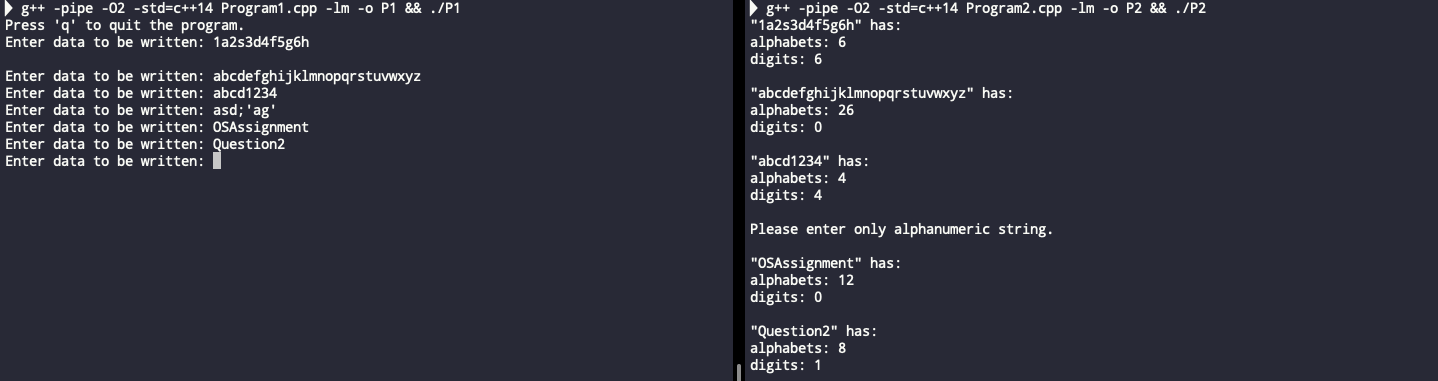 g++ -pipe -O2 -std=c++14 Program1.cpp -lm -o P1 && ./P1
Press 'q' to quit the program.
Enter data to be written: 1a2s3d4f5g6h
Enter data to be written: abcdefghijklmnopqrstuvwxyz
Enter data to be written: abcd1234
Enter data to be written: asd;'ag'
Enter data to be written: OSAssignment
Enter data to be written: Question2
Enter data to be written:
g++ -pipe -O2 -std=c++14 Program2.cpp -lm -o P2 && ./P2
"1a2s3d4f5g6h" has:
alphabets: 6
digits: 6
"abcdefghijklmnopqrstuvwxyz" has:
alphabets: 26
digits: 0
"abcd1234" has:
alphabets: 4
digits: 4
Please enter only alphanumeric string.
"OSAssignment" has:
alphabets: 12
digits: 0
"Question2" has:
alphabets: 8
digits: 1